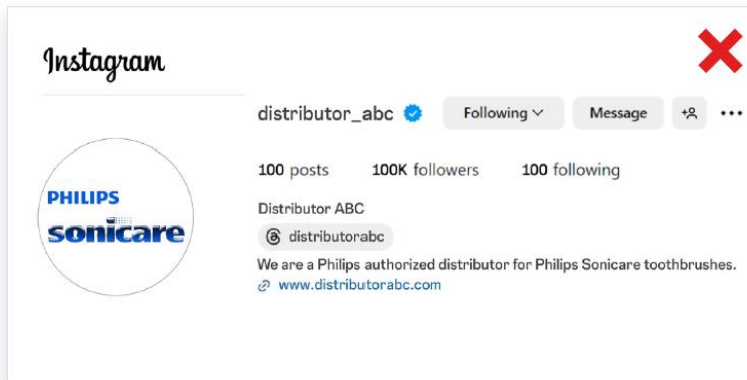 Instagram
distributor_abc
Following
Message
100 posts 100K followers 100 following
PHILIPS
sonicare
Distributor ABC
distributorabc
We are a Philips authorized distributor for Philips Sonicare toothbrushes.
www.distributorabc.com